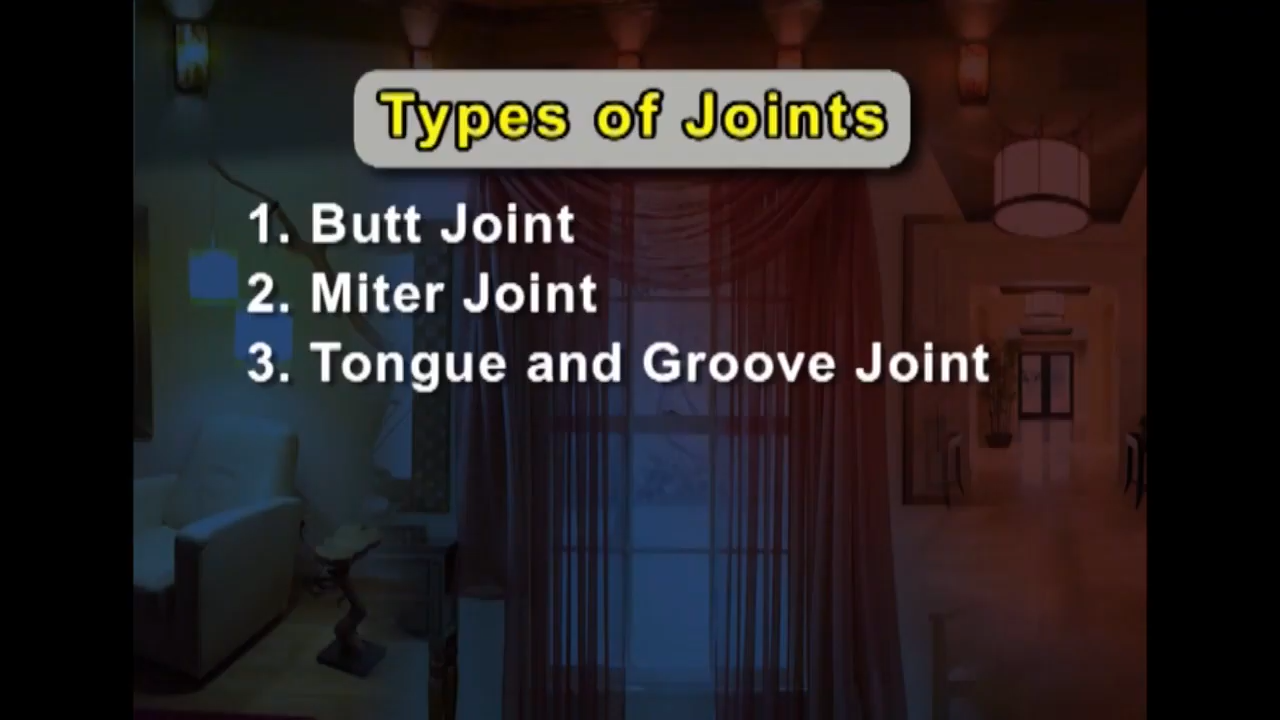 Types of Joints
1. Butt Joint
2. Miter Joint
3. Tongue and Groove Joint